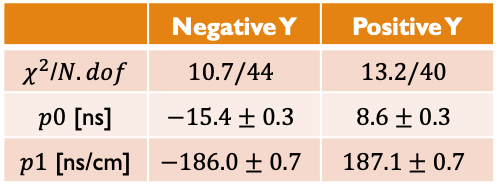 Negative Y Positive Y
χ²/N.dof 10.7/44 13.2/40
p0 [ns] −15.4 ± 0.3 8.6 ± 0.3
p1 [ns/cm] −186.0 ± 0.7 187.1 ± 0.7